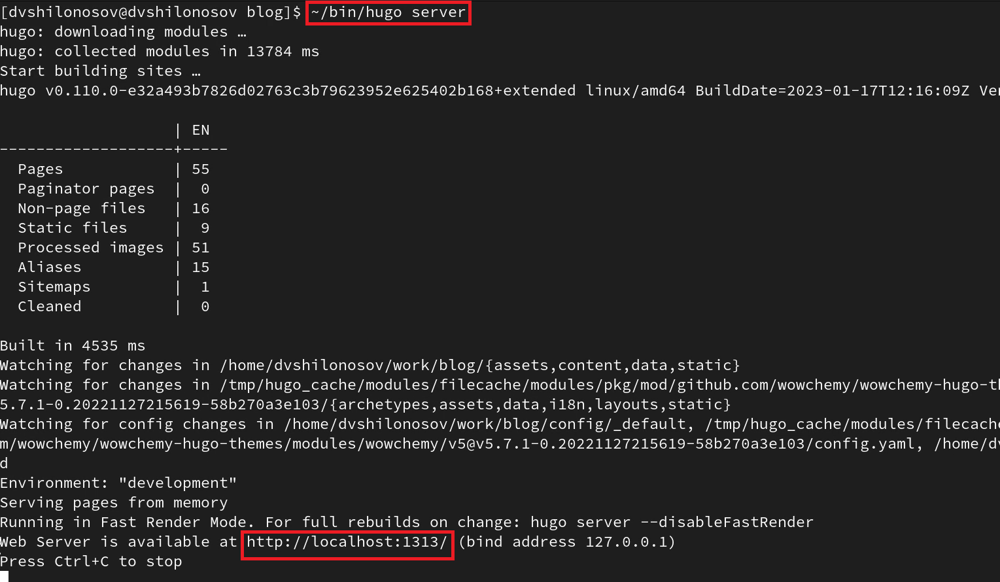 [dvshilonosov@dvshilonosov blog]$ ~/bin/hugo server
hugo: downloading modules …
hugo: collected modules in 13784 ms
Start building sites …
hugo v0.110.0-e32a493b7826d02763c3b79623952e625402b168+extended linux/amd64 BuildDate=2023-01-17T12:16:09Z Ver

                   | EN
-------------------+-----
  Pages            | 55
  Paginator pages  |  0
  Non-page files   | 16
  Static files     |  9
  Processed images | 51
  Aliases          | 15
  Sitemaps         |  1
  Cleaned          |  0

Built in 4535 ms
Watching for changes in /home/dvshilonosov/work/blog/{assets,content,data,static}
Watching for changes in /tmp/hugo_cache/modules/filecache/modules/pkg/mod/github.com/wowchemy/wowchemy-hugo-th
5.7.1-0.20221127215619-58b270a3e103/{archetypes,assets,data,i18n,layouts,static}
Watching for config changes in /home/dvshilonosov/work/blog/config/_default, /tmp/hugo_cache/modules/filecache
m/wowchemy/wowchemy-hugo-themes/modules/wowchemy/v5@v5.7.1-0.20221127215619-58b270a3e103/config.yaml, /home/dv
d
Environment: "development"
Serving pages from memory
Running in Fast Render Mode. For full rebuilds on change: hugo server --disableFastRender
Web Server is available at http://localhost:1313/ (bind address 127.0.0.1)
Press Ctrl+C to stop